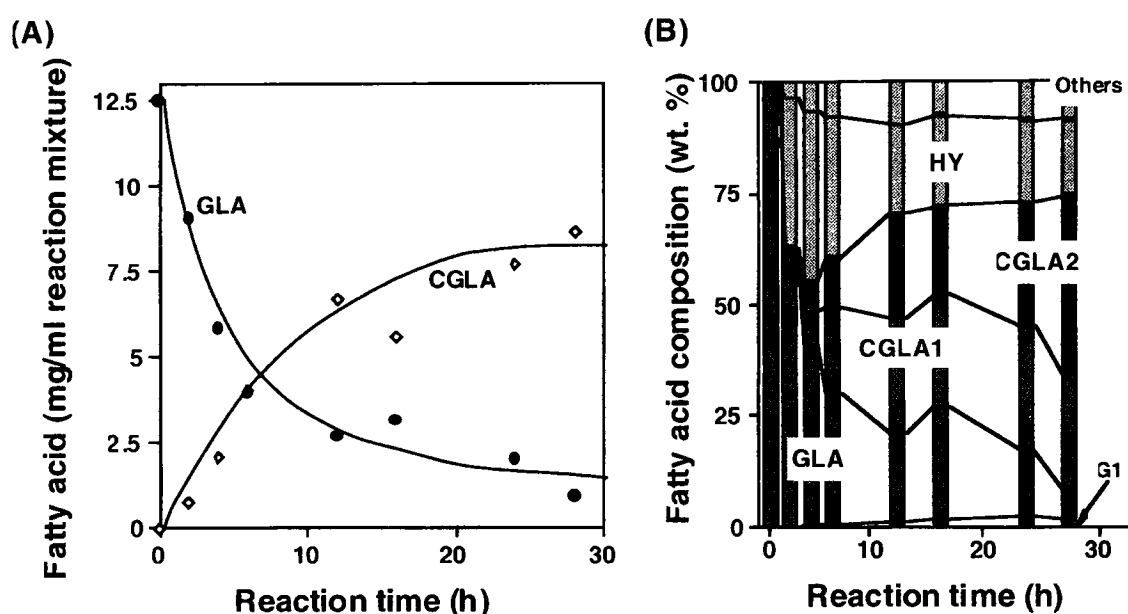 (A)
Fatty acid (mg/ml reaction mixture)
12.5
10
7.5
5
2.5
0
GLA
CGLA
0
10
20
30
Reaction time (h)
(B)
Fatty acid composition (wt. %)
100
75
50
25
0
Others
HY
CGLA2
CGLA1
GLA
G1
0
10
20
30
Reaction time (h)